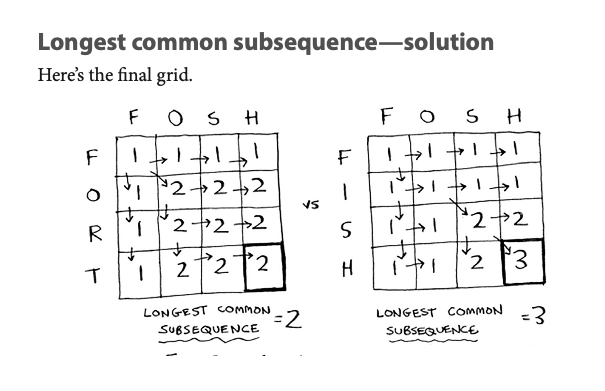 Longest common subsequence—solution
Here's the final grid.
F O S H
F 1 → 1 → 1 → 1
O 1 2 → 2 → 2
R 1 2 → 2 → 2
T 1 2 → 2 → 2
LONGEST COMMON
SUBSEQUENCE = 2
vs
F O S H
F 1 → 1 → 1 → 1
I 1 → 1 → 1 → 1
S 1 → 1 2 → 2
H 1 → 1 2 3
LONGEST COMMON
SUBSEQUENCE = 3